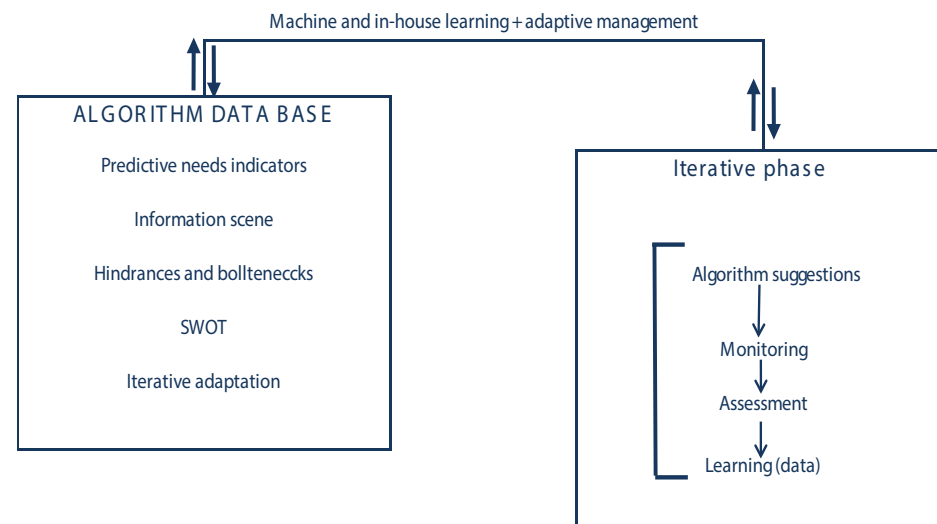 Machine and in-house learning + adaptive management
ALGORITHM DATA BASE
Predictive needs indicators
Information scene
Hindrances and bollteneccks
SWOT
Iterative adaptation
Iterative phase
Algorithm suggestions
Monitoring
Assessment
Learning (data)